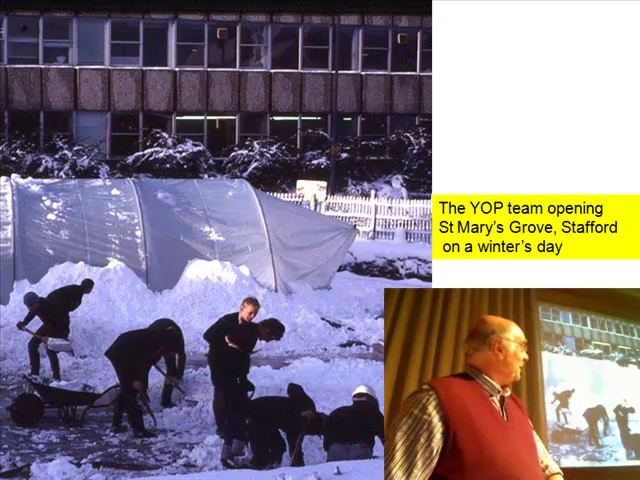 The YOP team opening
St Mary's Grove, Stafford
on a winter's day